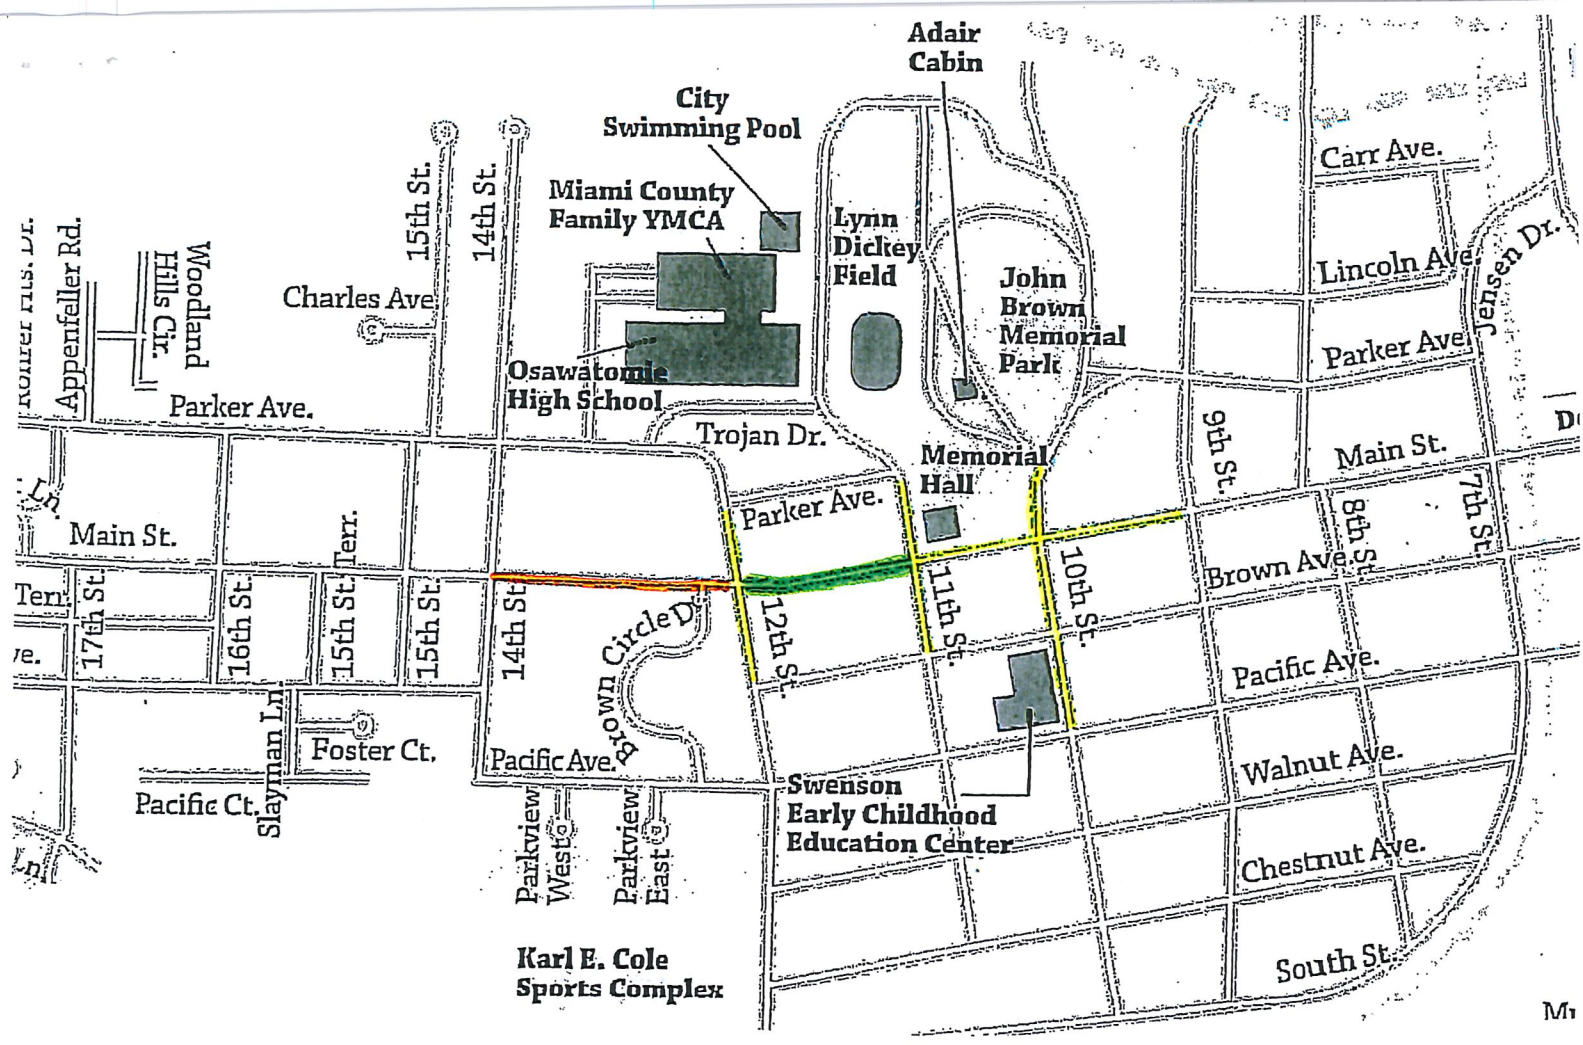 Adair
Cabin
City
Swimming Pool
Carr Ave.
15th St.
14th St.
Miami County
Family YMCA
Lynn
Dickey
Field
Appenfeller Rd.
Woodland
Hills Cir.
Charles Ave
John
Brown
Memorial
Park
Lincoln Ave.
Jensen Dr.
Parker Ave
Osawatomie
High School
Parker Ave.
Trojan Dr.
Memorial
Hall
9th St.
Main St.
7th St.
8th St.
Ln.
Main St.
Parker Ave.
Brown Ave.
Terr.
17th St.
16th St.
15th St. Terr.
15th St.
14th St.
Brown Circle D
12th St.
11th St.
10th St.
ve.
Pacific Ave.
Slayman Ln.
Foster Ct.
Pacific Ave.
Walnut Ave.
Pacific Ct.
Parkview
West
Parkview
East
Swenson
Early Childhood
Education Center
Chestnut Ave.
Ln.
Karl E. Cole
Sports Complex
South St.